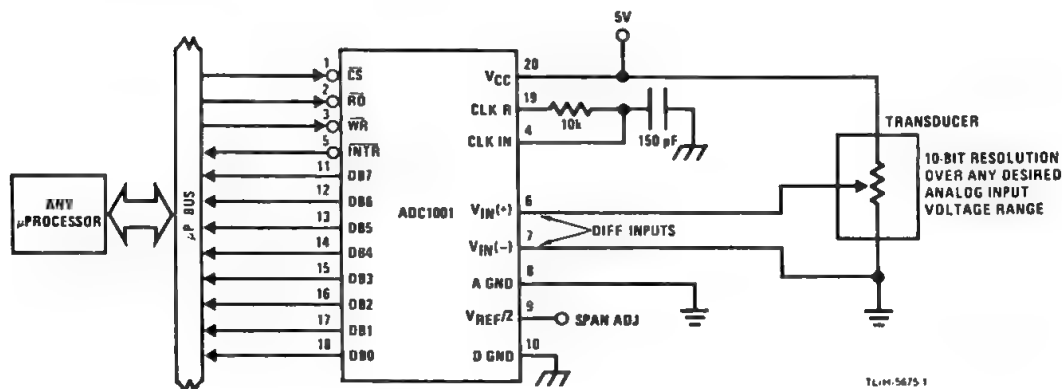 5V
1
CS
2
RD
3
WR
5
INTR
11
DB7
12
DB6
13
DB5
14
DB4
15
DB3
16
DB2
17
DB1
18
DB0
ANY
µPROCESSOR
µP BUS
ADC1001
20
VCC
19
CLK R
4
CLK IN
10k
150 pF
6
VIN(+)
7
VIN(−)
DIFF INPUTS
8
A GND
9
VREF/2
SPAN ADJ
10
D GND
TRANSDUCER
10-BIT RESOLUTION
OVER ANY DESIRED
ANALOG INPUT
VOLTAGE RANGE
TL/H/5675-1